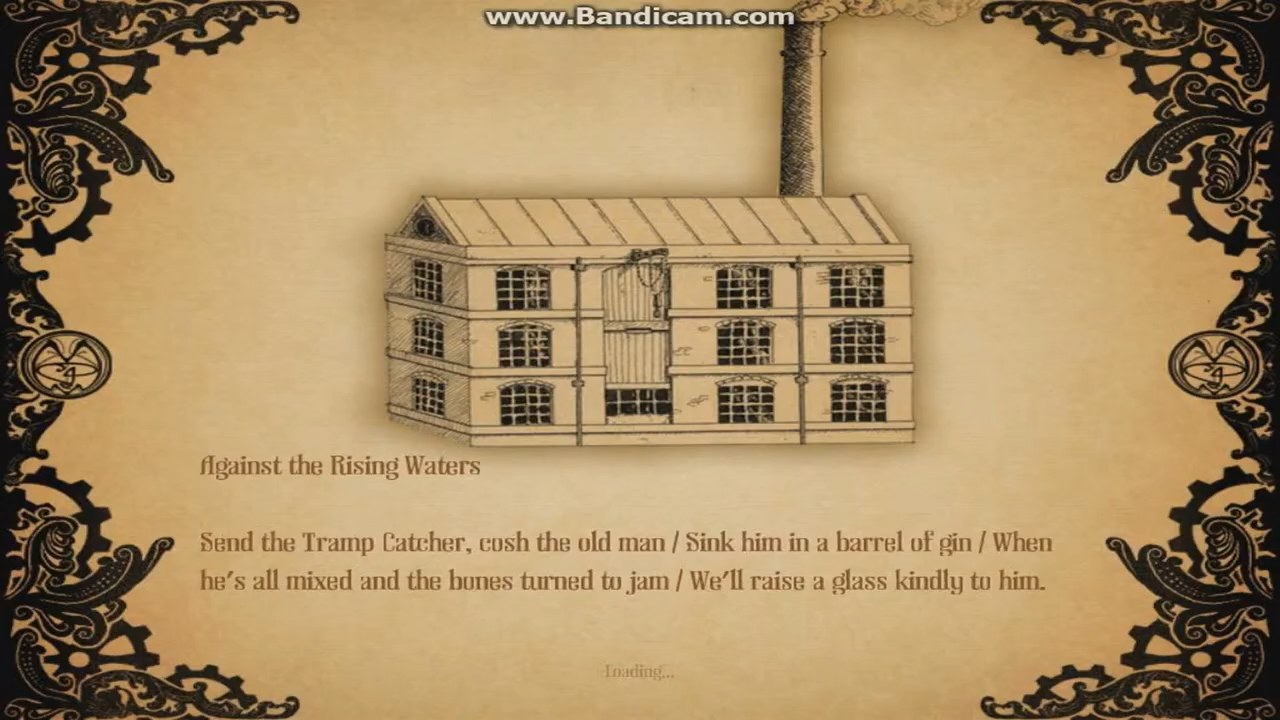 www.Bandicam.com
Against the Rising Waters
Send the Tramp Catcher, cosh the old man / Sink him in a barrel of gin / When
he's all mixed and the bones turned to jam / We'll raise a glass kindly to him.
Loading...